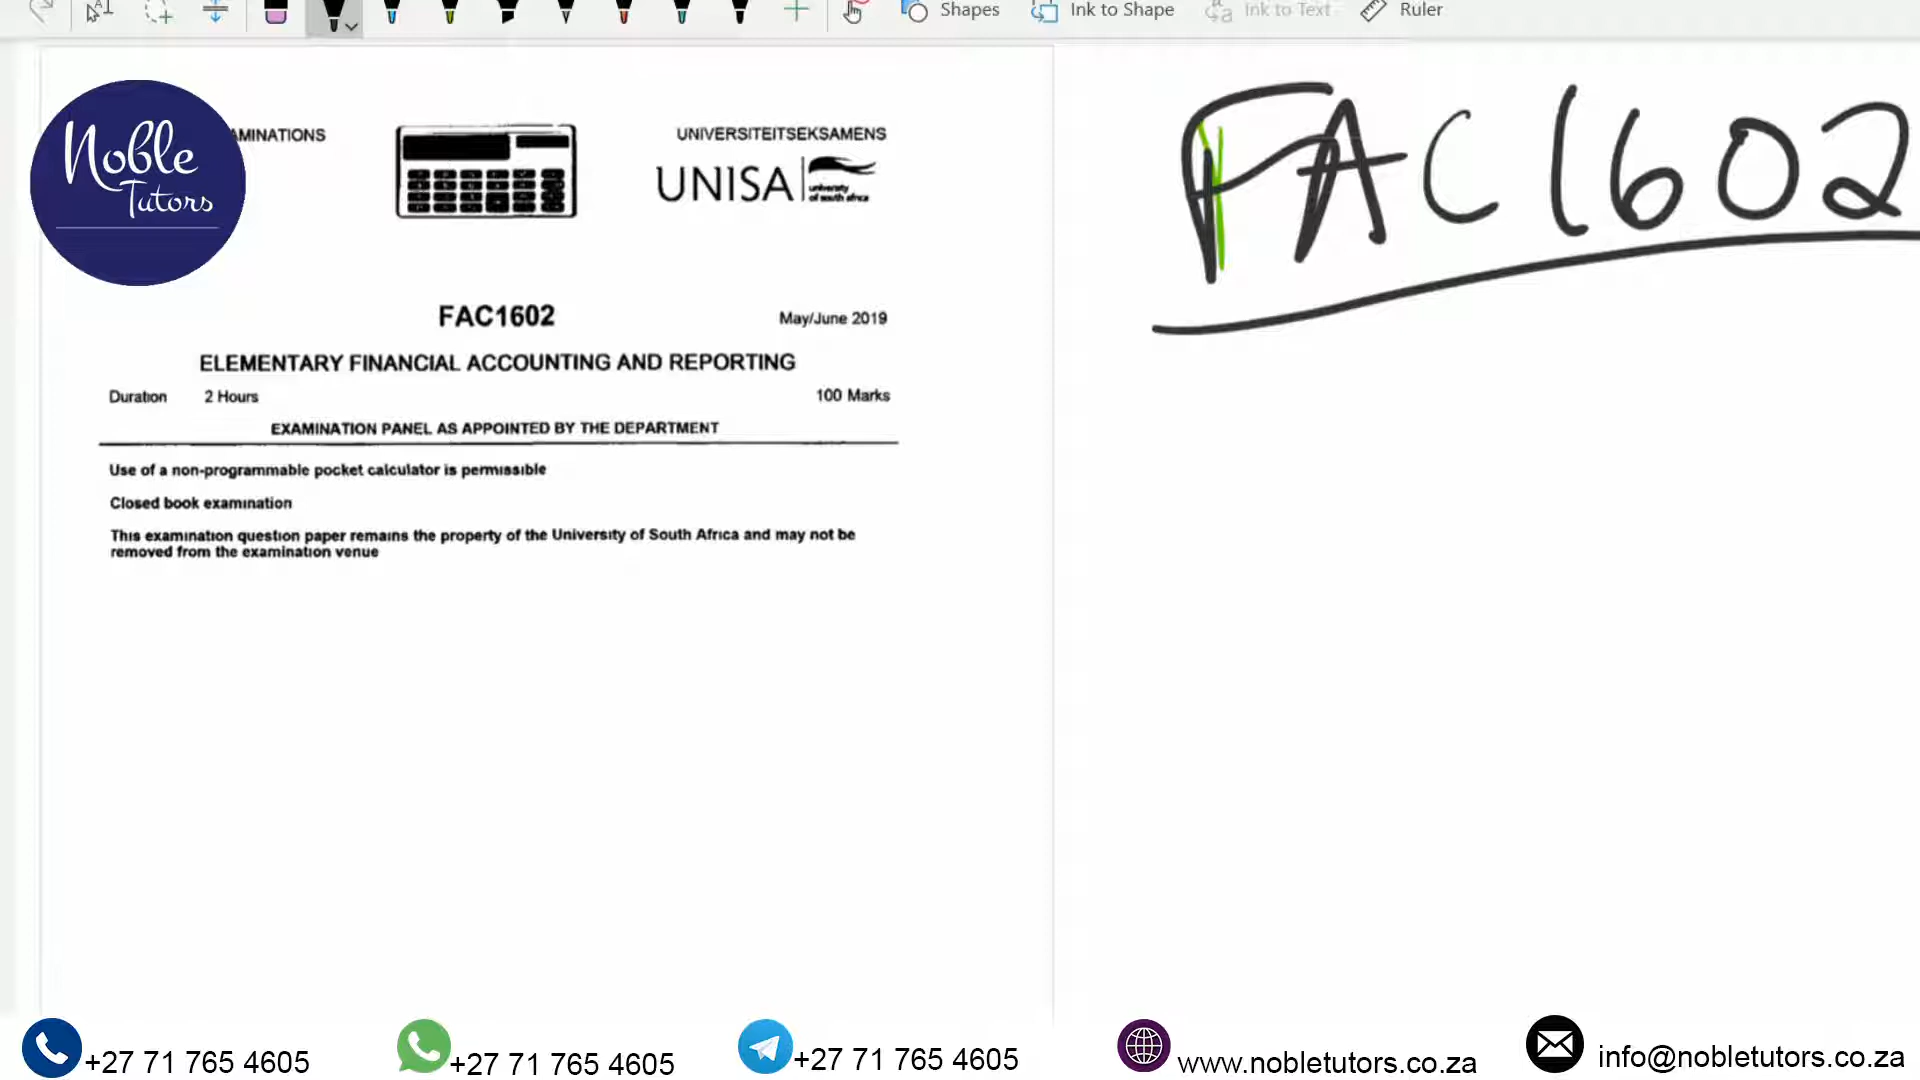 Shapes
Ink to Shape
Ink to Text
Ruler
Noble
Tutors
AMINATIONS
UNIVERSITEITSEKSAMENS
UNISA
university
of south africa
FAC1602
FAC1602
May/June 2019
ELEMENTARY FINANCIAL ACCOUNTING AND REPORTING
Duration 2 Hours
100 Marks
EXAMINATION PANEL AS APPOINTED BY THE DEPARTMENT
Use of a non-programmable pocket calculator is permissible
Closed book examination
This examination question paper remains the property of the University of South Africa and may not be
removed from the examination venue
+27 71 765 4605
+27 71 765 4605
+27 71 765 4605
www.nobletutors.co.za
info@nobletutors.co.za